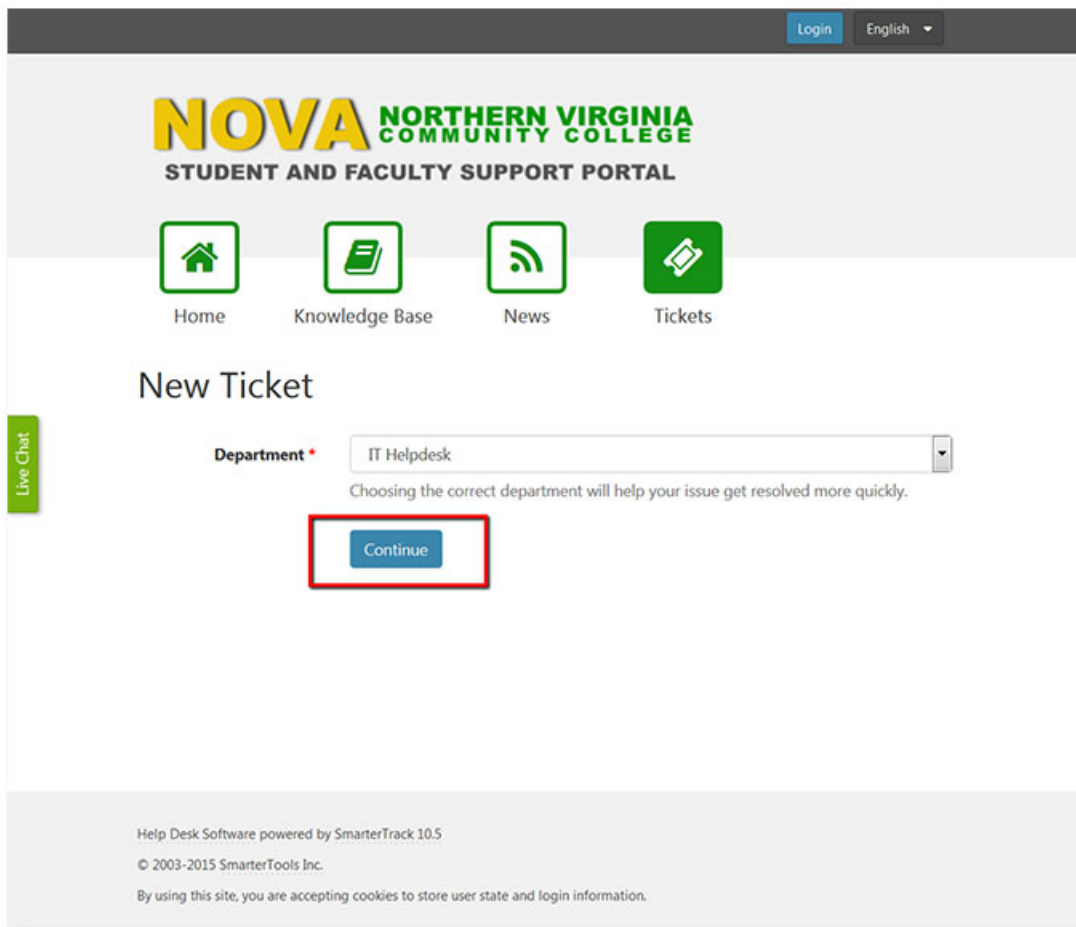 Login English
NOVA NORTHERN VIRGINIA
COMMUNITY COLLEGE
STUDENT AND FACULTY SUPPORT PORTAL
Home Knowledge Base News Tickets
New Ticket
Live Chat
Department * IT Helpdesk
Choosing the correct department will help your issue get resolved more quickly.
Continue
Help Desk Software powered by SmarterTrack 10.5
© 2003-2015 SmarterTools Inc.
By using this site, you are accepting cookies to store user state and login information.